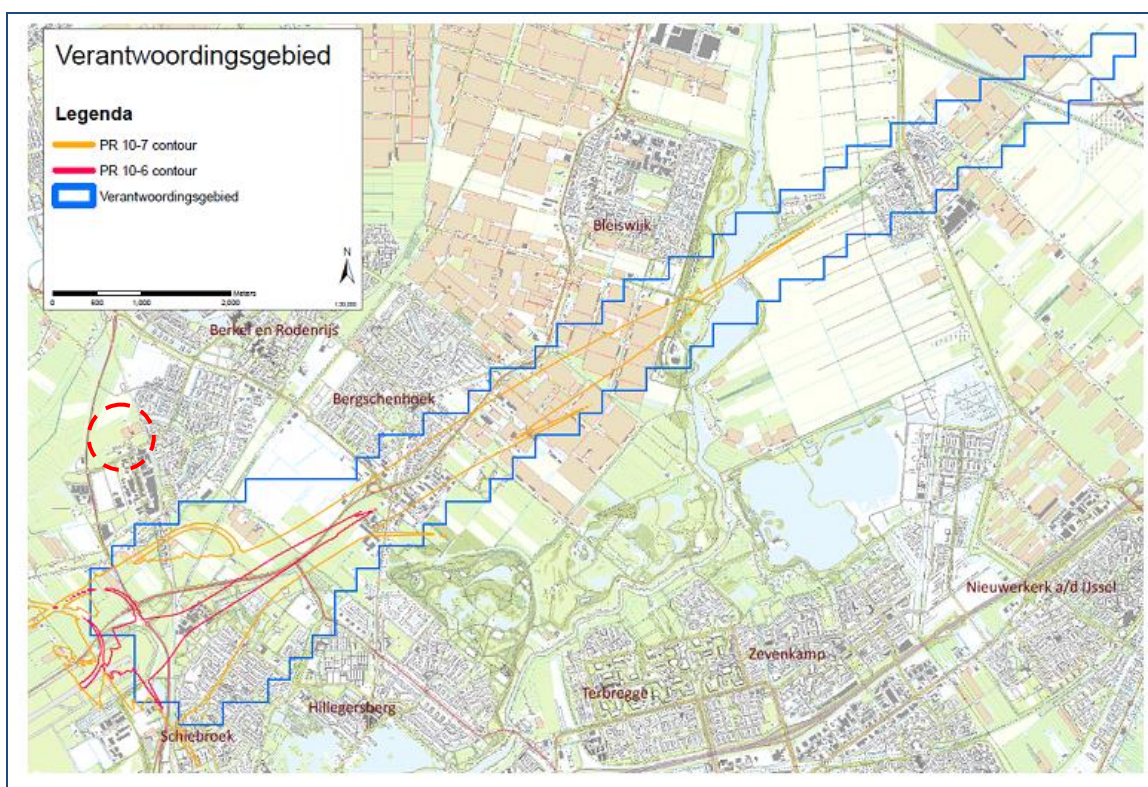 Verantwoordingsgebied
Legenda
PR 10-7 contour
PR 10-6 contour
Verantwoordingsgebied
N
Meters
0 500 1,000 2,000
Bleiswijk
Berkel en Rodenrijs
Bergschenhoek
Nieuwerkerk a/d IJssel
Zevenkamp
Terbregge
Hillegersberg
Schiebroek